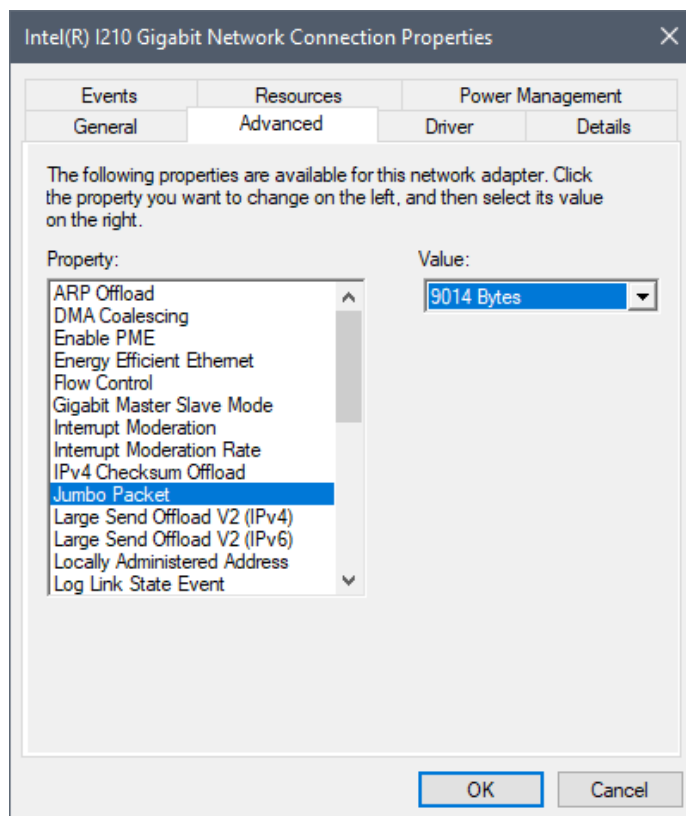 Intel(R) I210 Gigabit Network Connection Properties
Events
Resources
Power Management
General
Advanced
Driver
Details
The following properties are available for this network adapter. Click
the property you want to change on the left, and then select its value
on the right.
Property:
Value:
ARP Offload
DMA Coalescing
Enable PME
Energy Efficient Ethernet
Flow Control
Gigabit Master Slave Mode
Interrupt Moderation
Interrupt Moderation Rate
IPv4 Checksum Offload
Jumbo Packet
Large Send Offload V2 (IPv4)
Large Send Offload V2 (IPv6)
Locally Administered Address
Log Link State Event
9014 Bytes
OK
Cancel